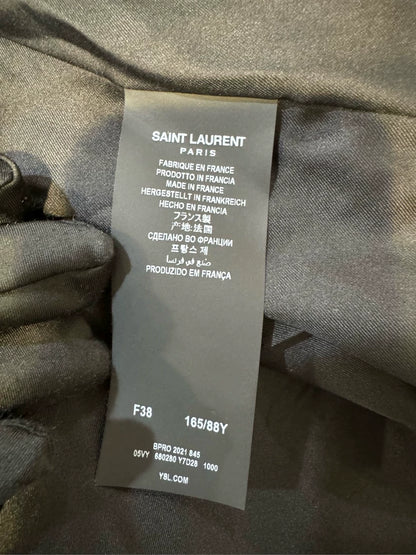 SAINT LAURENT
PARIS
FABRIQUE EN FRANCE
PRODOTTO IN FRANCIA
MADE IN FRANCE
HERGESTELLT IN FRANKREICH
HECHO EN FRANCIA
フランス製
产地:法国
СДЕЛАНО ВО ФРАНЦИИ
프랑스 제
صنع في فرنسا
PRODUZIDO EM FRANÇA
F38 165/88Y
BPRO 2021 845
05VY 680280 Y7D28 1000
YSL.COM